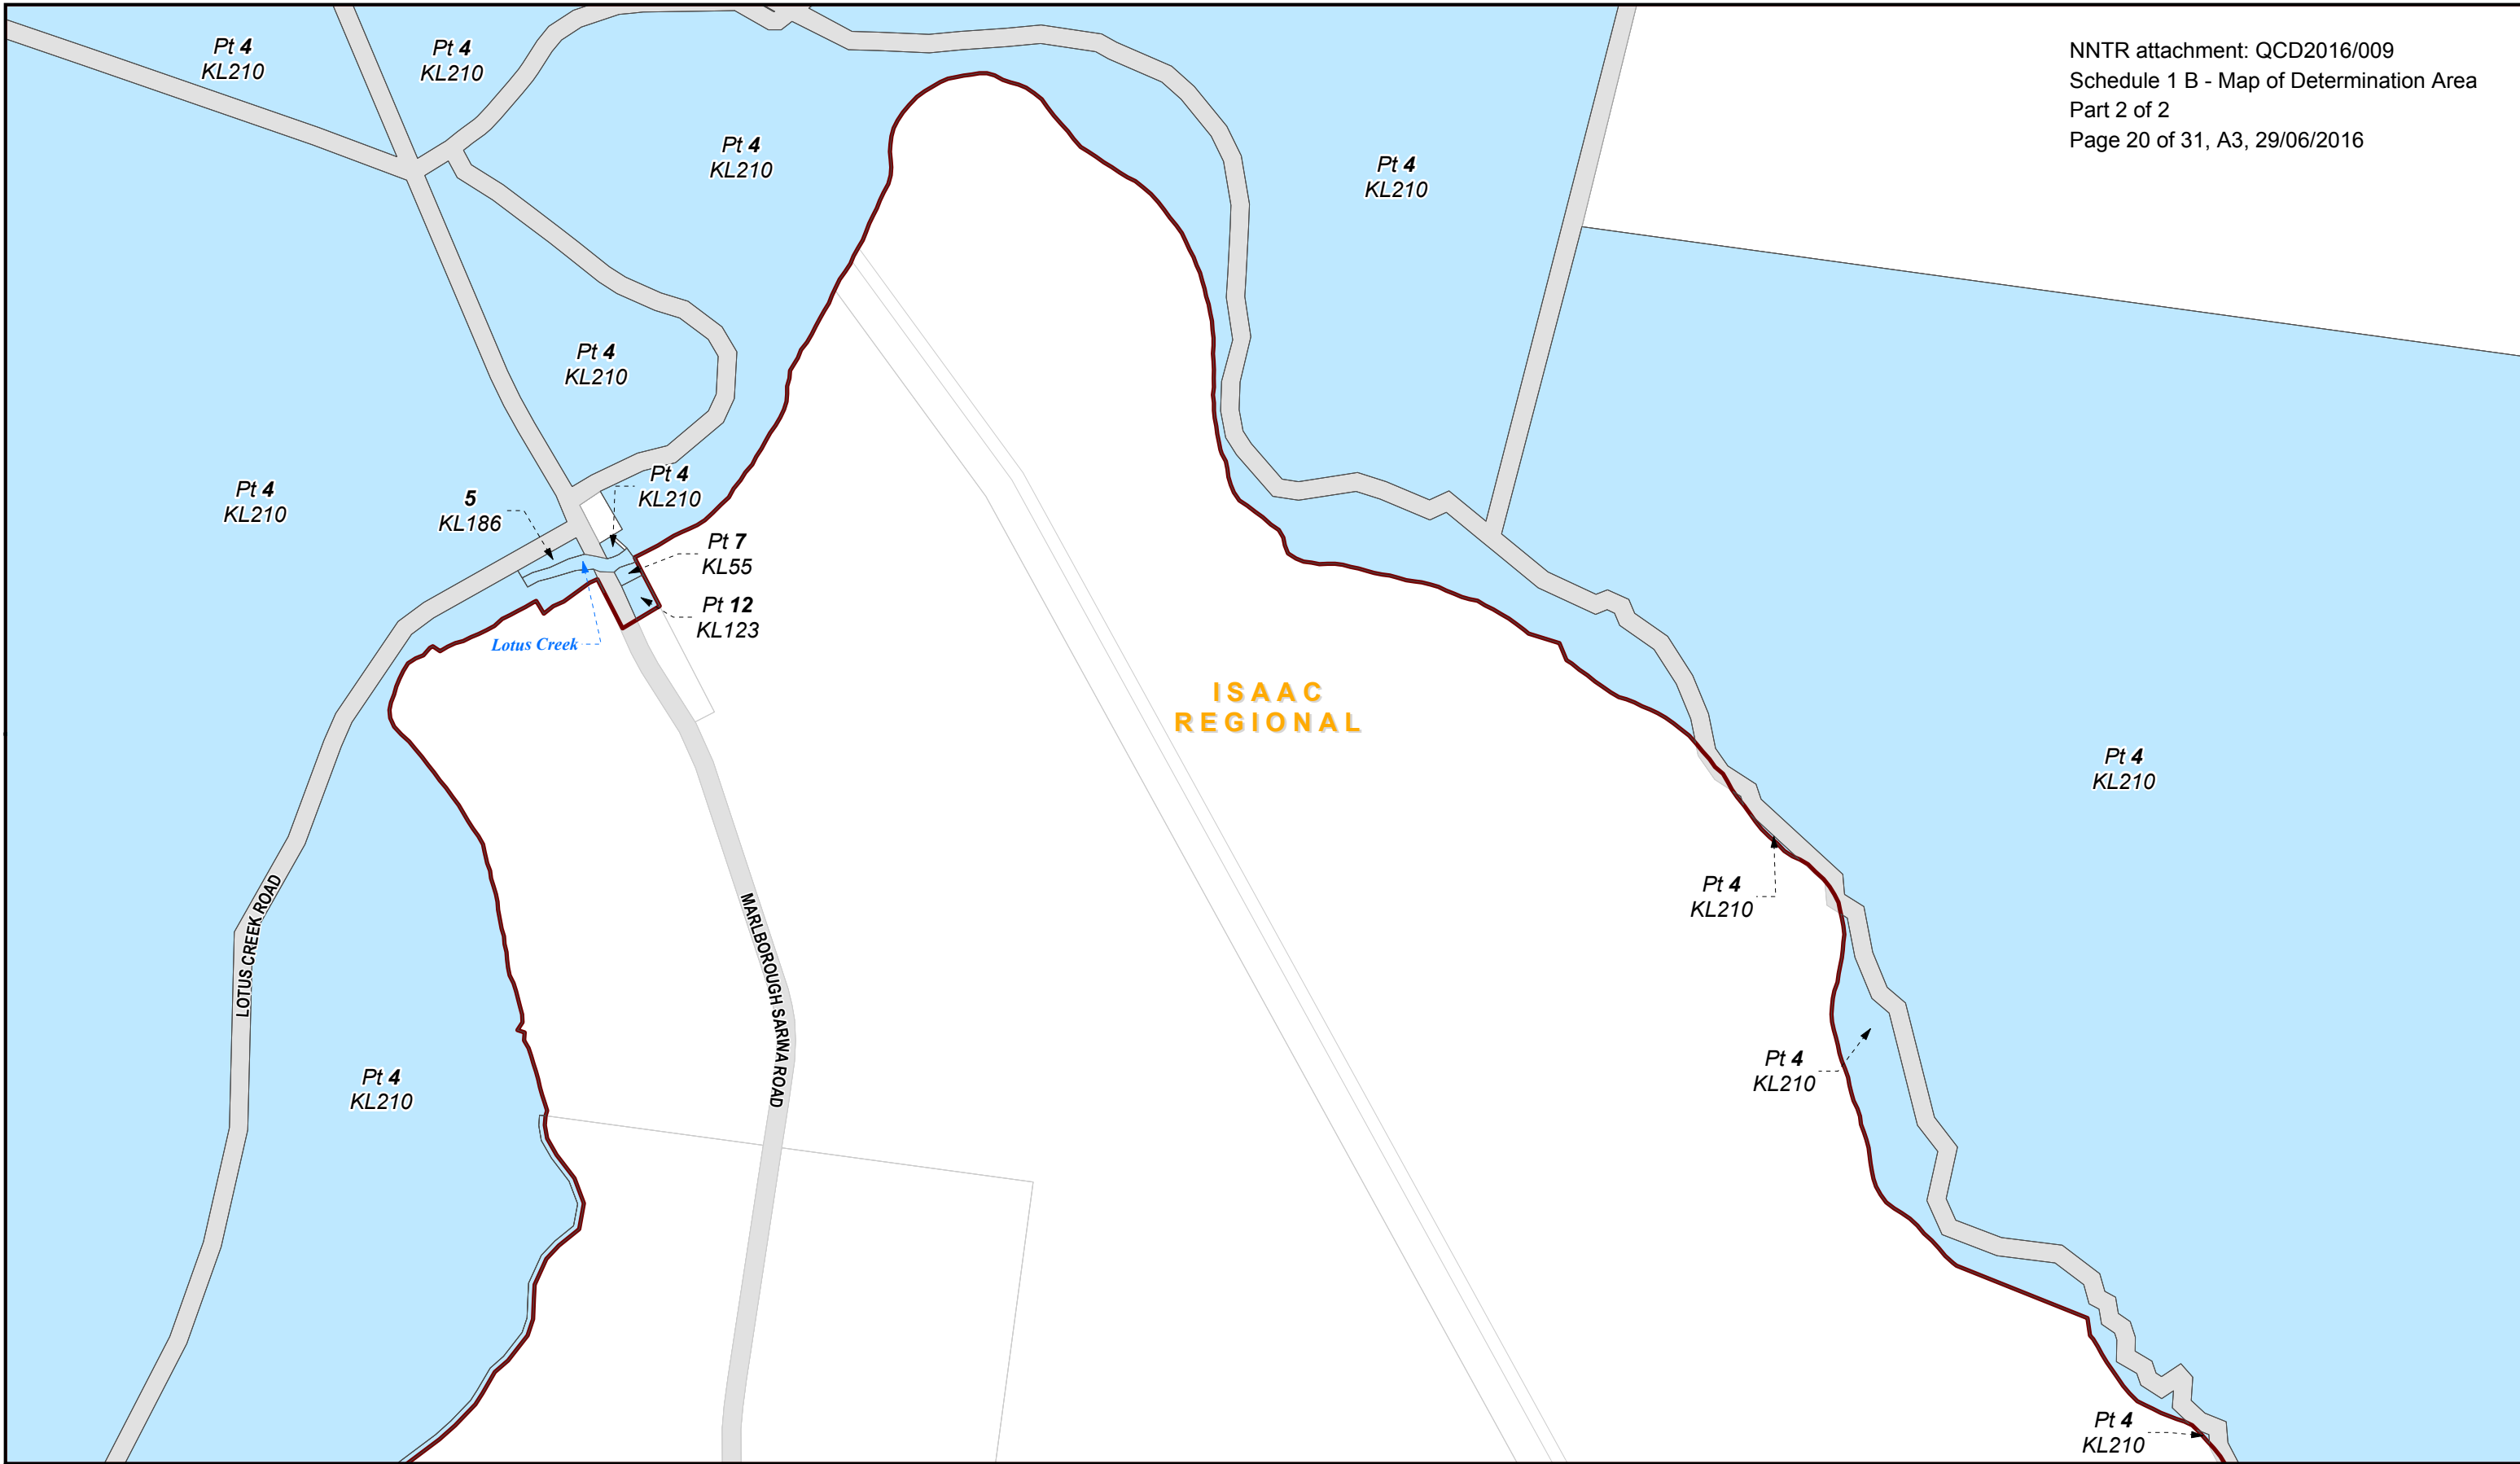 NNTR attachment: QCD2016/009
Schedule 1 B - Map of Determination Area
Part 2 of 2
Page 20 of 31, A3, 29/06/2016
Pt 4
KL210
Pt 4
KL210
Pt 4
KL210
Pt 4
KL210
Pt 4
KL210
Pt 4
KL210
5
KL186
Pt 4
KL210
Pt 7
KL55
Pt 12
KL123
Lotus Creek
ISAAC
REGIONAL
Pt 4
KL210
Pt 4
KL210
LOTUS CREEK ROAD
MARLBOROUGH SARINA ROAD
Pt 4
KL210
Pt 4
KL210
Pt 4
KL210